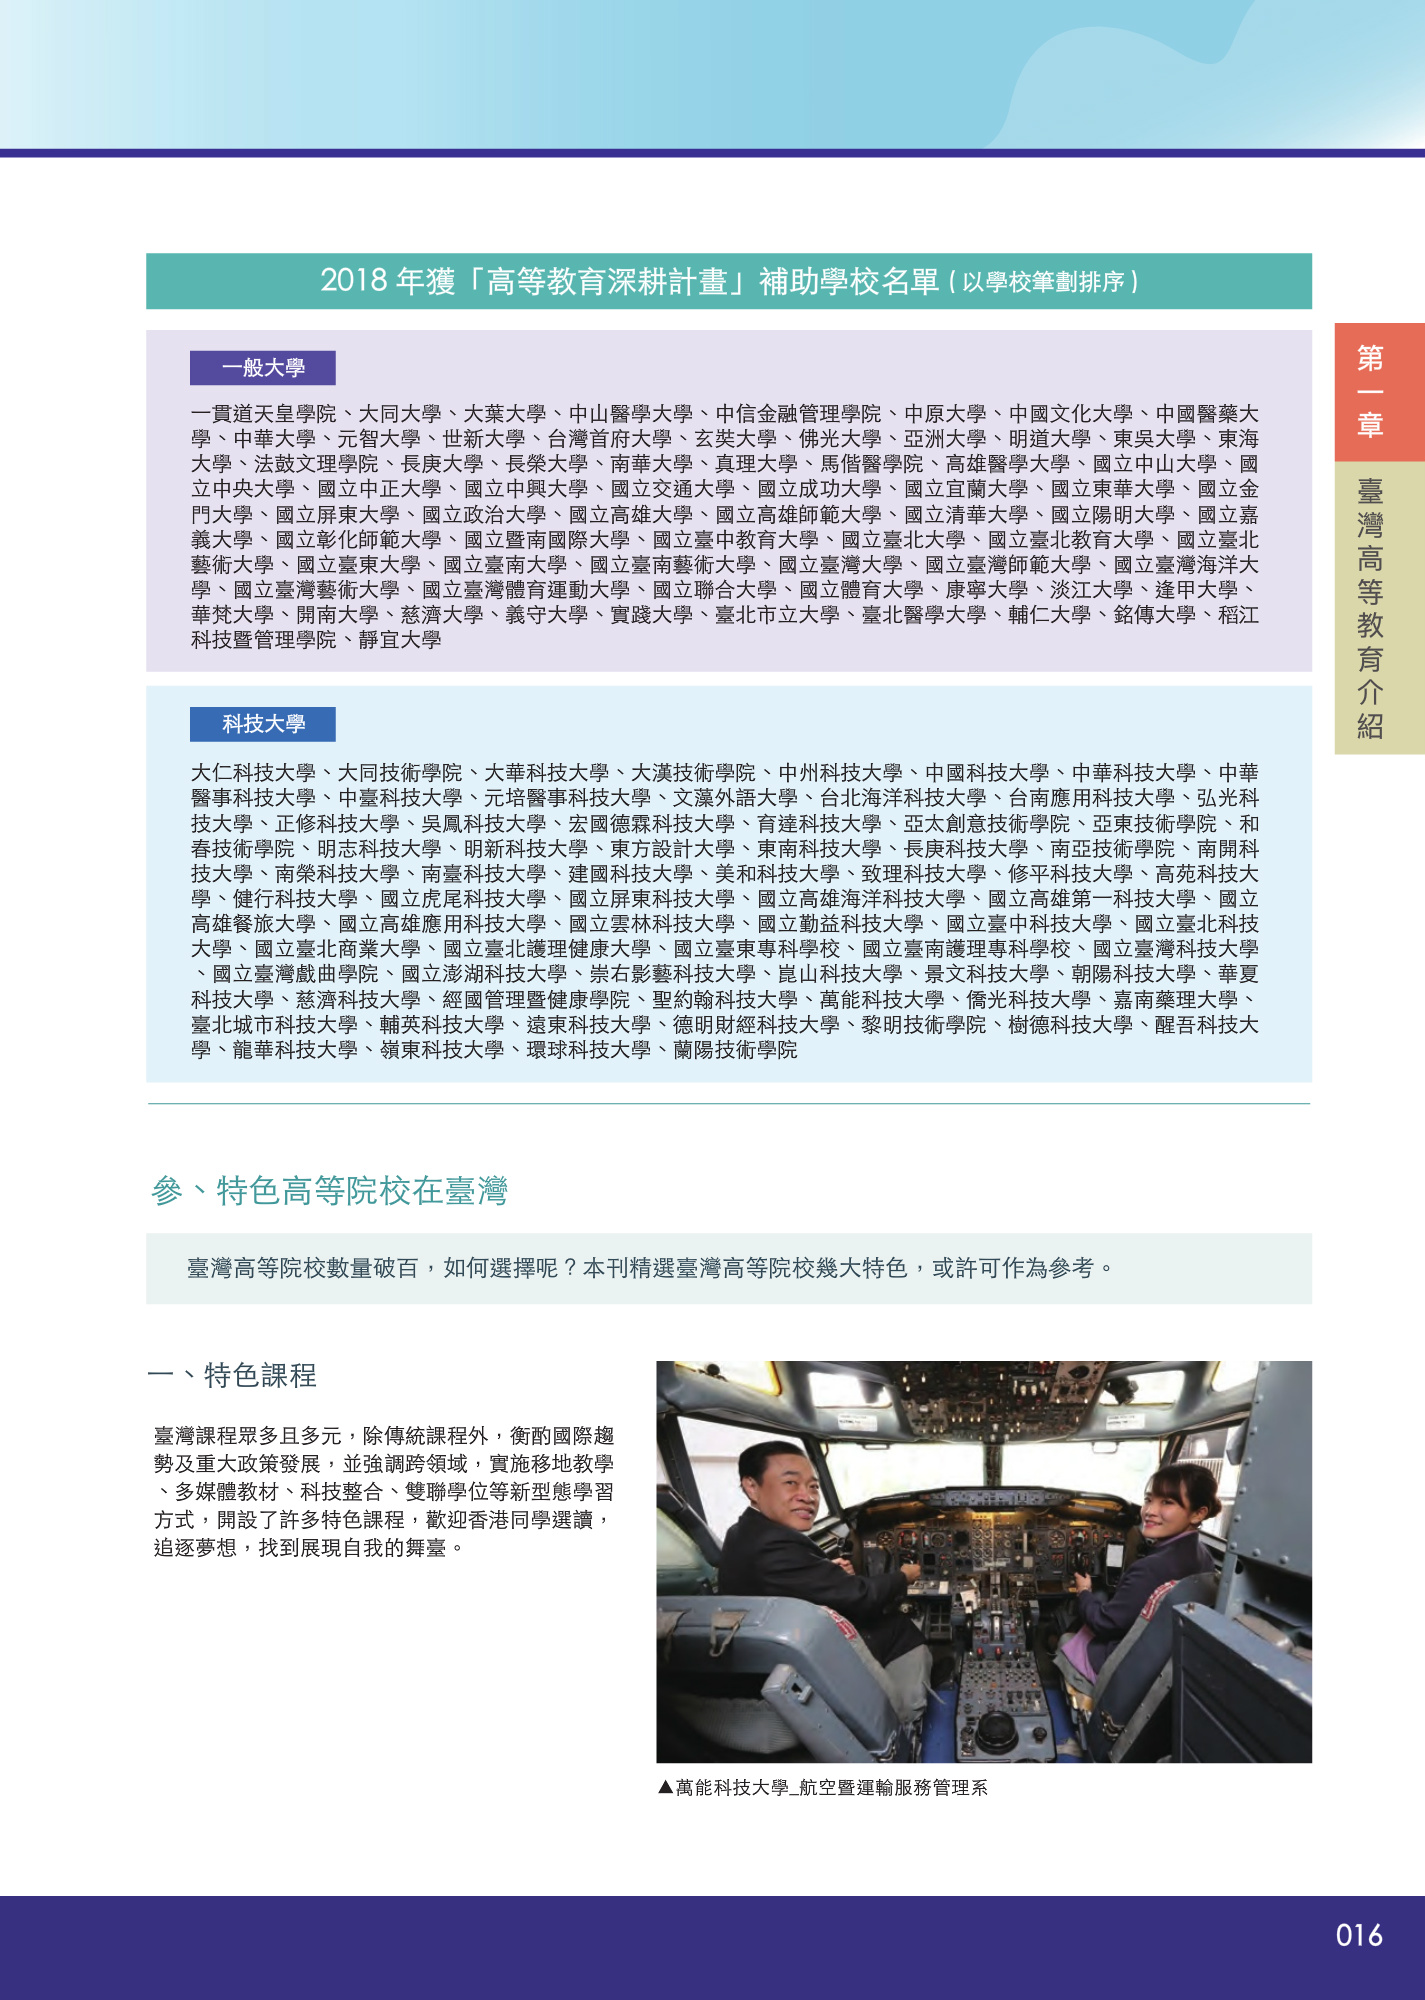 2018 年獲「高等教育深耕計畫」補助學校名單 ( 以學校筆劃排序 )
一般大學
一貫道天皇學院、大同大學、大葉大學、中山醫學大學、中信金融管理學院、中原大學、中國文化大學、中國醫藥大
學、中華大學、元智大學、世新大學、台灣首府大學、玄奘大學、佛光大學、亞洲大學、明道大學、東吳大學、東海
大學、法鼓文理學院、長庚大學、長榮大學、南華大學、真理大學、馬偕醫學院、高雄醫學大學、國立中山大學、國
立中央大學、國立中正大學、國立中興大學、國立交通大學、國立成功大學、國立宜蘭大學、國立東華大學、國立金
門大學、國立屏東大學、國立政治大學、國立高雄大學、國立高雄師範大學、國立清華大學、國立陽明大學、國立嘉
義大學、國立彰化師範大學、國立暨南國際大學、國立臺中教育大學、國立臺北大學、國立臺北教育大學、國立臺北
藝術大學、國立臺東大學、國立臺南大學、國立臺南藝術大學、國立臺灣大學、國立臺灣師範大學、國立臺灣海洋大
學、國立臺灣藝術大學、國立臺灣體育運動大學、國立聯合大學、國立體育大學、康寧大學、淡江大學、逢甲大學、
華梵大學、開南大學、慈濟大學、義守大學、實踐大學、臺北市立大學、臺北醫學大學、輔仁大學、銘傳大學、稻江
科技暨管理學院、靜宜大學
科技大學
大仁科技大學、大同技術學院、大華科技大學、大漢技術學院、中州科技大學、中國科技大學、中華科技大學、中華
醫事科技大學、中臺科技大學、元培醫事科技大學、文藻外語大學、台北海洋科技大學、台南應用科技大學、弘光科
技大學、正修科技大學、吳鳳科技大學、宏國德霖科技大學、育達科技大學、亞太創意技術學院、亞東技術學院、和
春技術學院、明志科技大學、明新科技大學、東方設計大學、東南科技大學、長庚科技大學、南亞技術學院、南開科
技大學、南榮科技大學、南臺科技大學、建國科技大學、美和科技大學、致理科技大學、修平科技大學、高苑科技大
學、健行科技大學、國立虎尾科技大學、國立屏東科技大學、國立高雄海洋科技大學、國立高雄第一科技大學、國立
高雄餐旅大學、國立高雄應用科技大學、國立雲林科技大學、國立勤益科技大學、國立臺中科技大學、國立臺北科技
大學、國立臺北商業大學、國立臺北護理健康大學、國立臺東專科學校、國立臺南護理專科學校、國立臺灣科技大學
、國立臺灣戲曲學院、國立澎湖科技大學、崇右影藝科技大學、崑山科技大學、景文科技大學、朝陽科技大學、華夏
科技大學、慈濟科技大學、經國管理暨健康學院、聖約翰科技大學、萬能科技大學、僑光科技大學、嘉南藥理大學、
臺北城市科技大學、輔英科技大學、遠東科技大學、德明財經科技大學、黎明技術學院、樹德科技大學、醒吾科技大
學、龍華科技大學、嶺東科技大學、環球科技大學、蘭陽技術學院
第一章
臺灣高等教育介紹
參、特色高等院校在臺灣
臺灣高等院校數量破百，如何選擇呢？本刊精選臺灣高等院校幾大特色，或許可作為參考。
一、特色課程
臺灣課程眾多且多元，除傳統課程外，衡酌國際趨
勢及重大政策發展，並強調跨領域，實施移地教學
、多媒體教材、科技整合、雙聯學位等新型態學習
方式，開設了許多特色課程，歡迎香港同學選讀，
追逐夢想，找到展現自我的舞臺。
▲萬能科技大學_航空暨運輸服務管理系
016